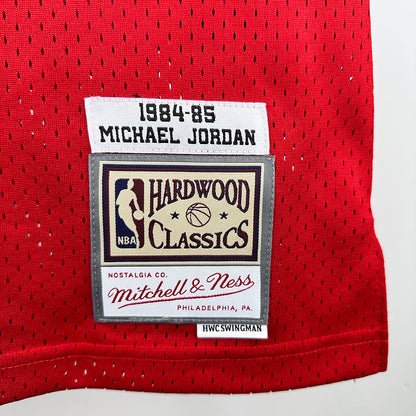 1984-85
MICHAEL JORDAN
HARDWOOD
NBA
CLASSICS
NOSTALGIA CO.
Mitchell & Ness
PHILADELPHIA, PA.
HWC SWINGMAN